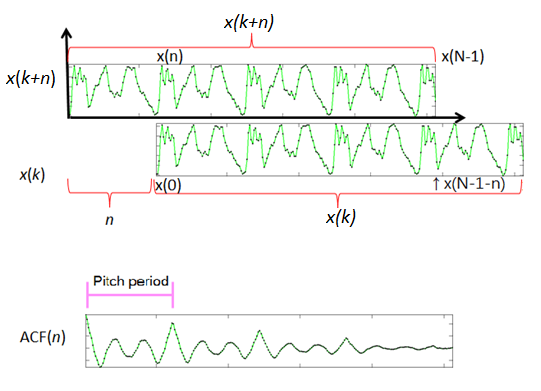 x(k+n)
x(n)
x(N-1)
x(k+n)
x(k)
x(0)
↑ x(N-1-n)
n
x(k)
Pitch period
ACF(n)